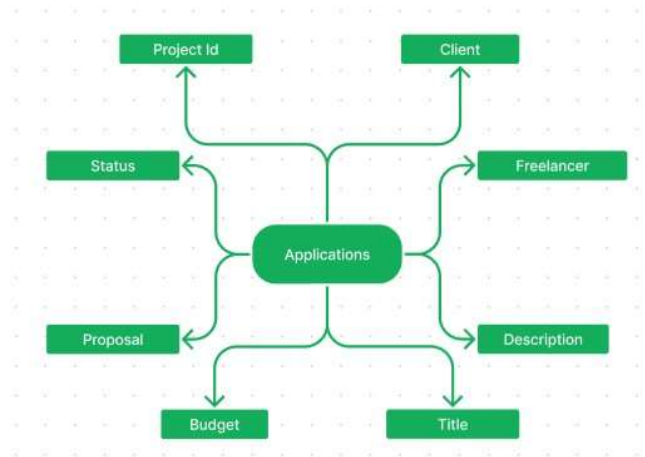 Project Id
Client
Status
Freelancer
Applications
Proposal
Description
Budget
Title